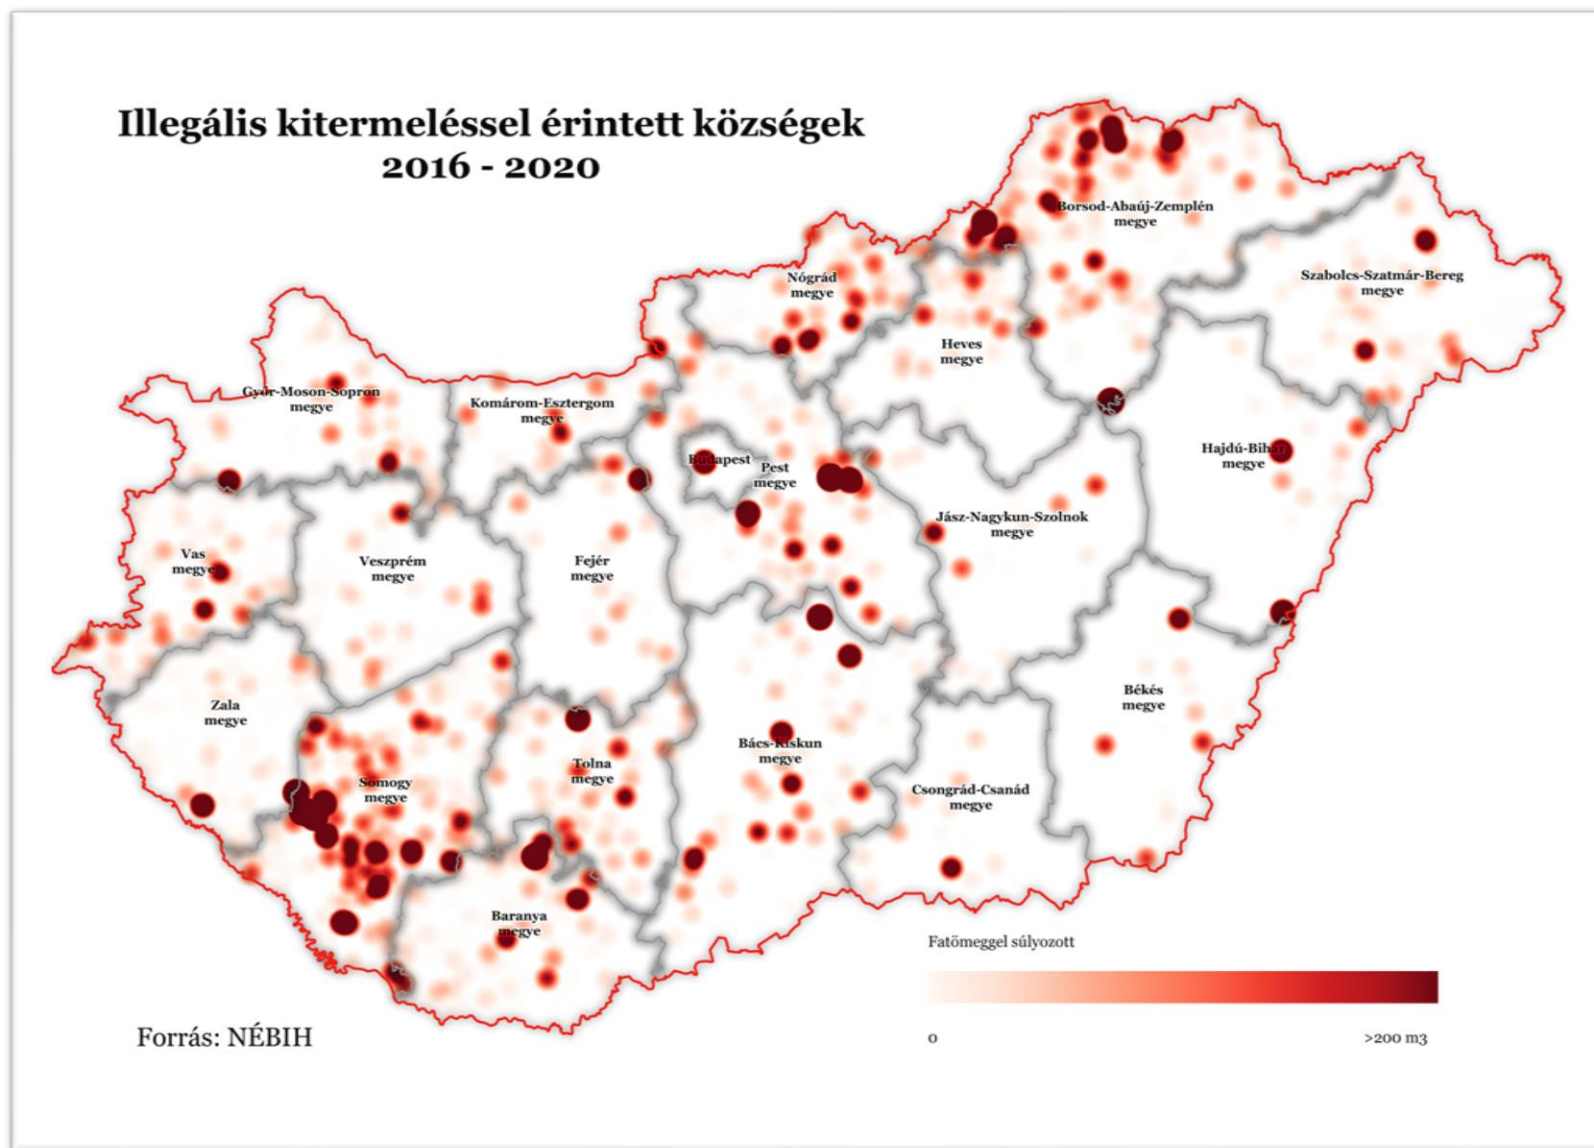 Illegális kitermeléssel érintett községek
2016 - 2020
Borsod-Abaúj-Zemplén
megye
Szabolcs-Szatmár-Bereg
megye
Nógrád
megye
Heves
megye
Győr-Moson-Sopron
megye
Komárom-Esztergom
megye
Budapest
Pest
megye
Hajdú-Bihar
megye
Jász-Nagykun-Szolnok
megye
Vas
megye
Veszprém
megye
Fejér
megye
Zala
megye
Békés
megye
Bács-Kiskun
megye
Tolna
megye
Somogy
megye
Csongrád-Csanád
megye
Baranya
megye
Fatömeggel súlyozott
0
>200 m3
Forrás: NÉBIH